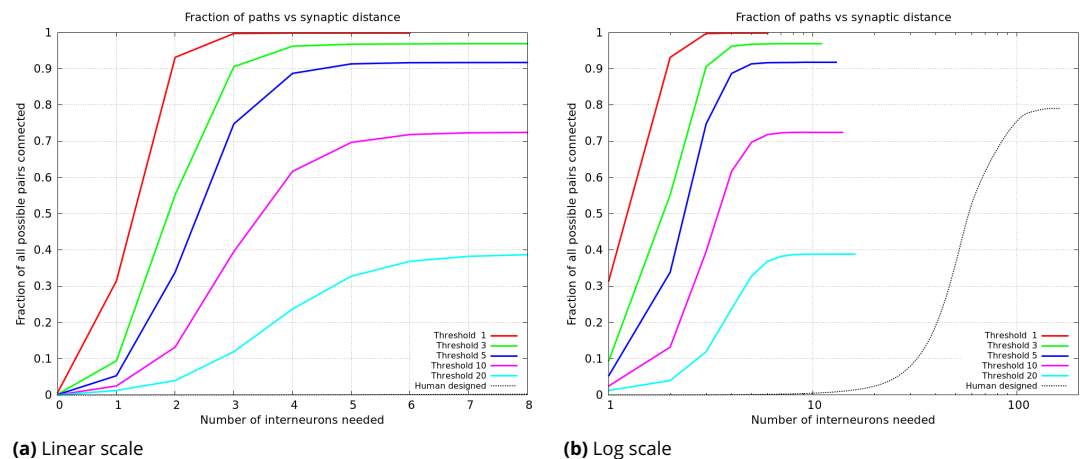 Fraction of paths vs synaptic distance
Fraction of all possible pairs connected
1
0.9
0.8
0.7
0.6
0.5
0.4
0.3
0.2
0.1
0
Threshold 1
Threshold 3
Threshold 5
Threshold 10
Threshold 20
Human designed
0 1 2 3 4 5 6 7 8
Number of interneurons needed
(a) Linear scale
Fraction of paths vs synaptic distance
Fraction of all possible pairs connected
1
0.9
0.8
0.7
0.6
0.5
0.4
0.3
0.2
0.1
0
Threshold 1
Threshold 3
Threshold 5
Threshold 10
Threshold 20
Human designed
1 10 100
Number of interneurons needed
(b) Log scale